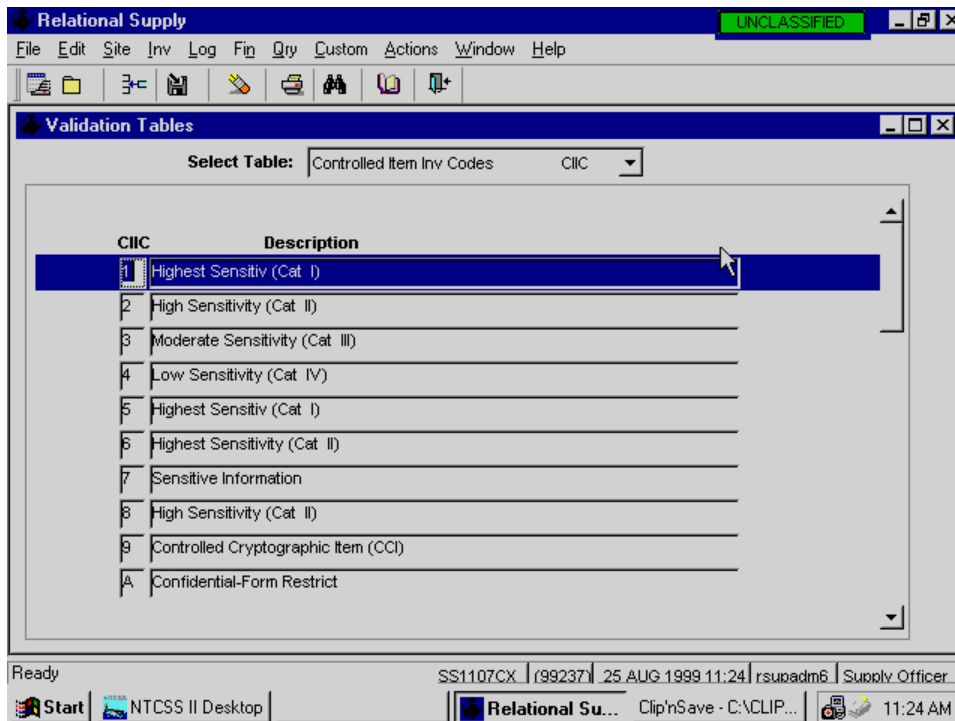 Relational Supply UNCLASSIFIED
File Edit Site Inv Log Fin Qry Custom Actions Window Help
Validation Tables
Select Table: Controlled Item Inv Codes CIIC
CIIC Description
1 Highest Sensitiv (Cat I)
2 High Sensitivity (Cat II)
3 Moderate Sensitivity (Cat III)
4 Low Sensitivity (Cat IV)
5 Highest Sensitiv (Cat I)
6 Highest Sensitivity (Cat II)
7 Sensitive Information
8 High Sensitivity (Cat II)
9 Controlled Cryptographic Item (CCI)
A Confidential-Form Restrict
Ready SS1107CX (99237) 25 AUG 1999 11:24 rsupadm6 Supply Officer
Start NTCSS II Desktop Relational Su... Clip'nSave - C:\CLIP... 11:24 AM